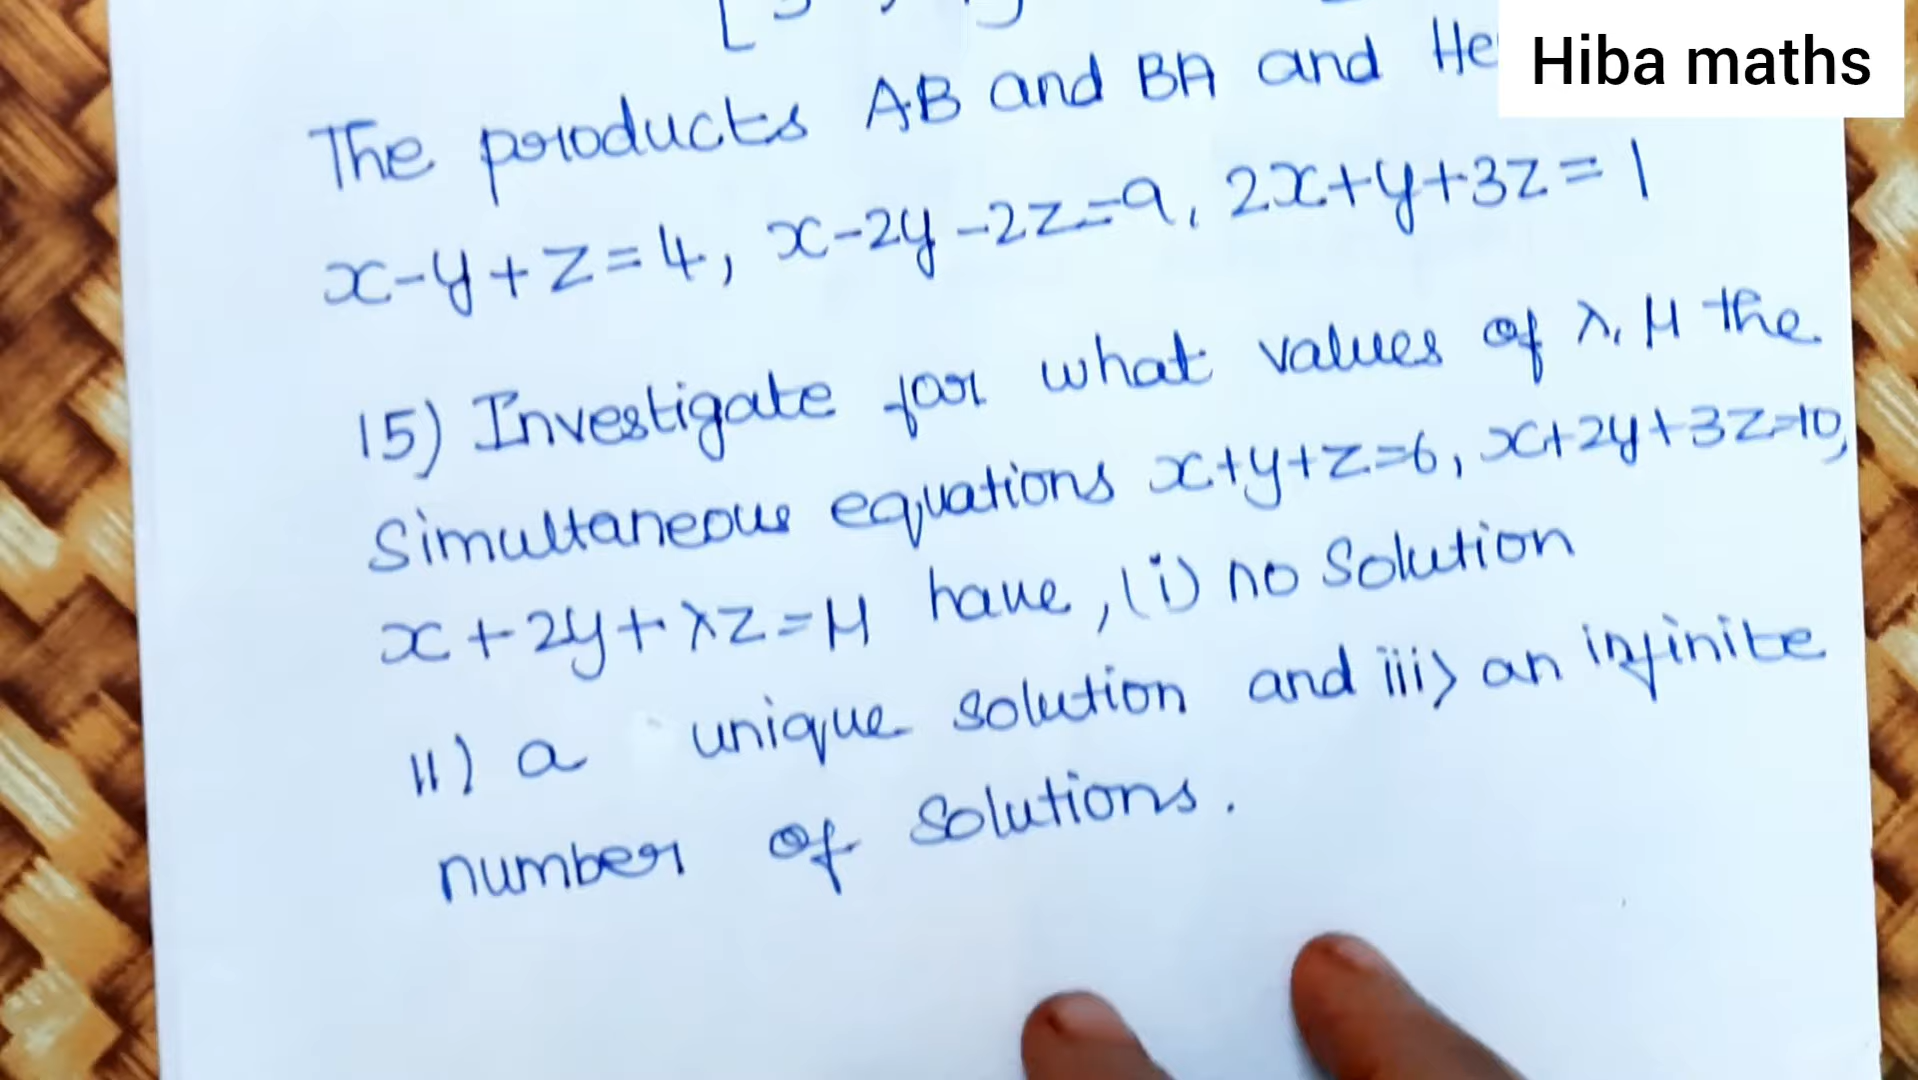 Hiba maths
The products AB and BA and He
x-y+z=4, x-2y-2z=9, 2x+y+3z=1
15) Investigate for what values of λ, μ the
Simultaneous equations x+y+z=6, x+2y+3z=10,
x+2y+λz=μ have, (i) no Solution
ii) a unique solution and iii) an infinite
number of Solutions.